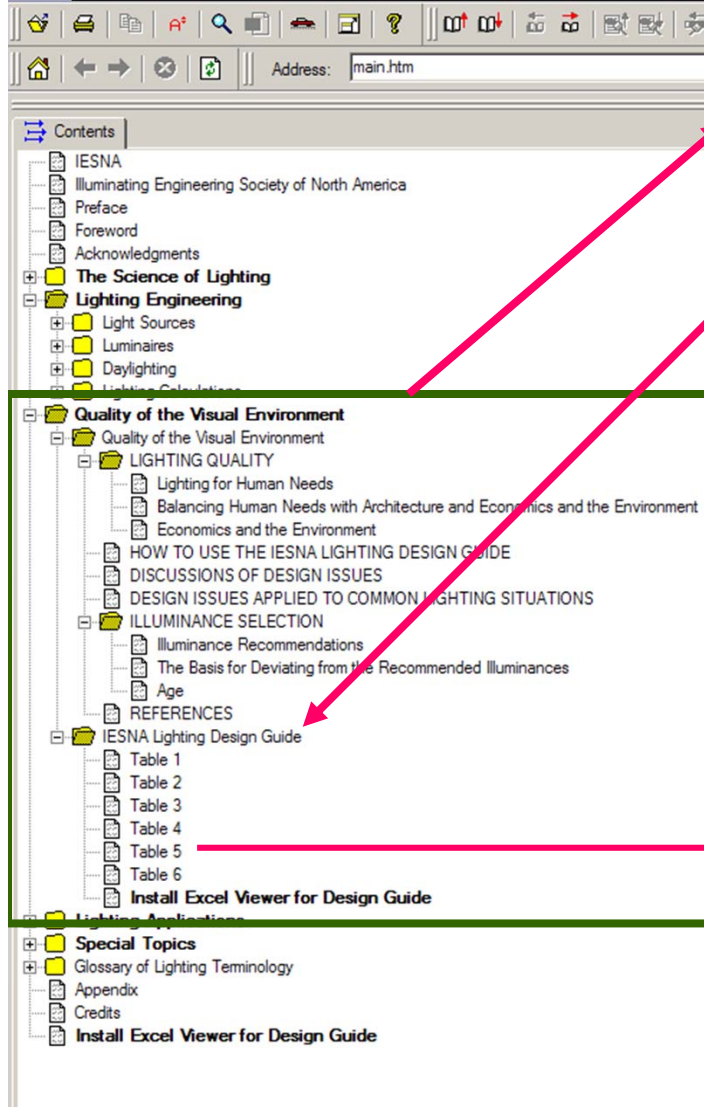 Address: main.htm
Contents
IESNA
Illuminating Engineering Society of North America
Preface
Foreword
Acknowledgments
The Science of Lighting
Lighting Engineering
Light Sources
Luminaires
Daylighting
Lighting Calculations
Quality of the Visual Environment
Quality of the Visual Environment
LIGHTING QUALITY
Lighting for Human Needs
Balancing Human Needs with Architecture and Economics and the Environment
Economics and the Environment
HOW TO USE THE IESNA LIGHTING DESIGN GUIDE
DISCUSSIONS OF DESIGN ISSUES
DESIGN ISSUES APPLIED TO COMMON LIGHTING SITUATIONS
ILLUMINANCE SELECTION
Illuminance Recommendations
The Basis for Deviating from the Recommended Illuminances
Age
REFERENCES
IESNA Lighting Design Guide
Table 1
Table 2
Table 3
Table 4
Table 5
Table 6
Install Excel Viewer for Design Guide
Lighting Applications
Special Topics
Glossary of Lighting Terminology
Appendix
Credits
Install Excel Viewer for Design Guide